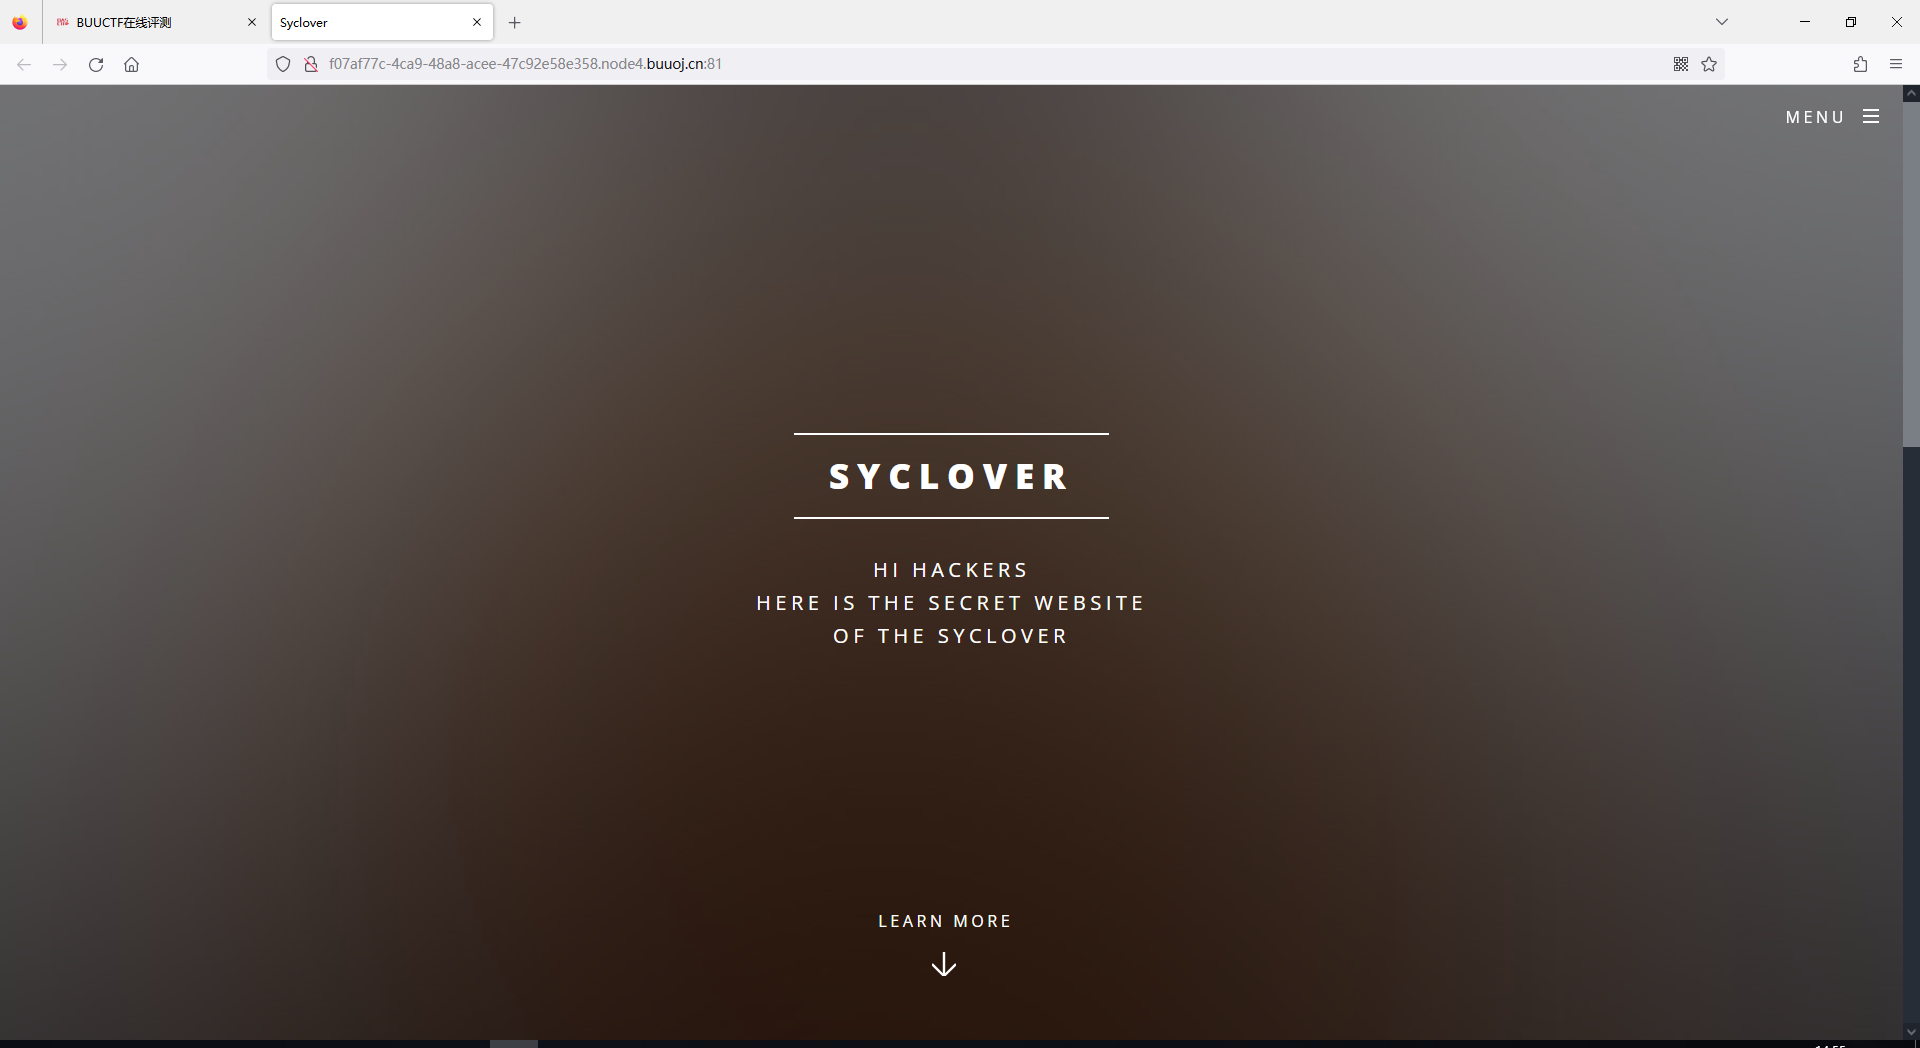 BUUCTF在线评测
Syclover
f07af77c-4ca9-48a8-acee-47c92e58e358.node4.buuoj.cn:81
MENU
SYCLOVER
HI HACKERS
HERE IS THE SECRET WEBSITE
OF THE SYCLOVER
LEARN MORE